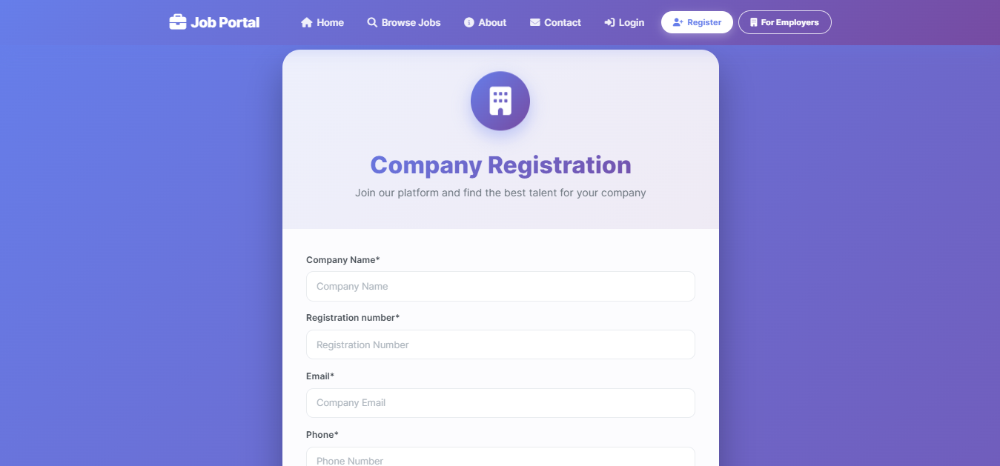 Job Portal
Home
Browse Jobs
About
Contact
Login
Register
For Employers
Company Registration
Join our platform and find the best talent for your company
Company Name*
Company Name
Registration number*
Registration Number
Email*
Company Email
Phone*
Phone Number